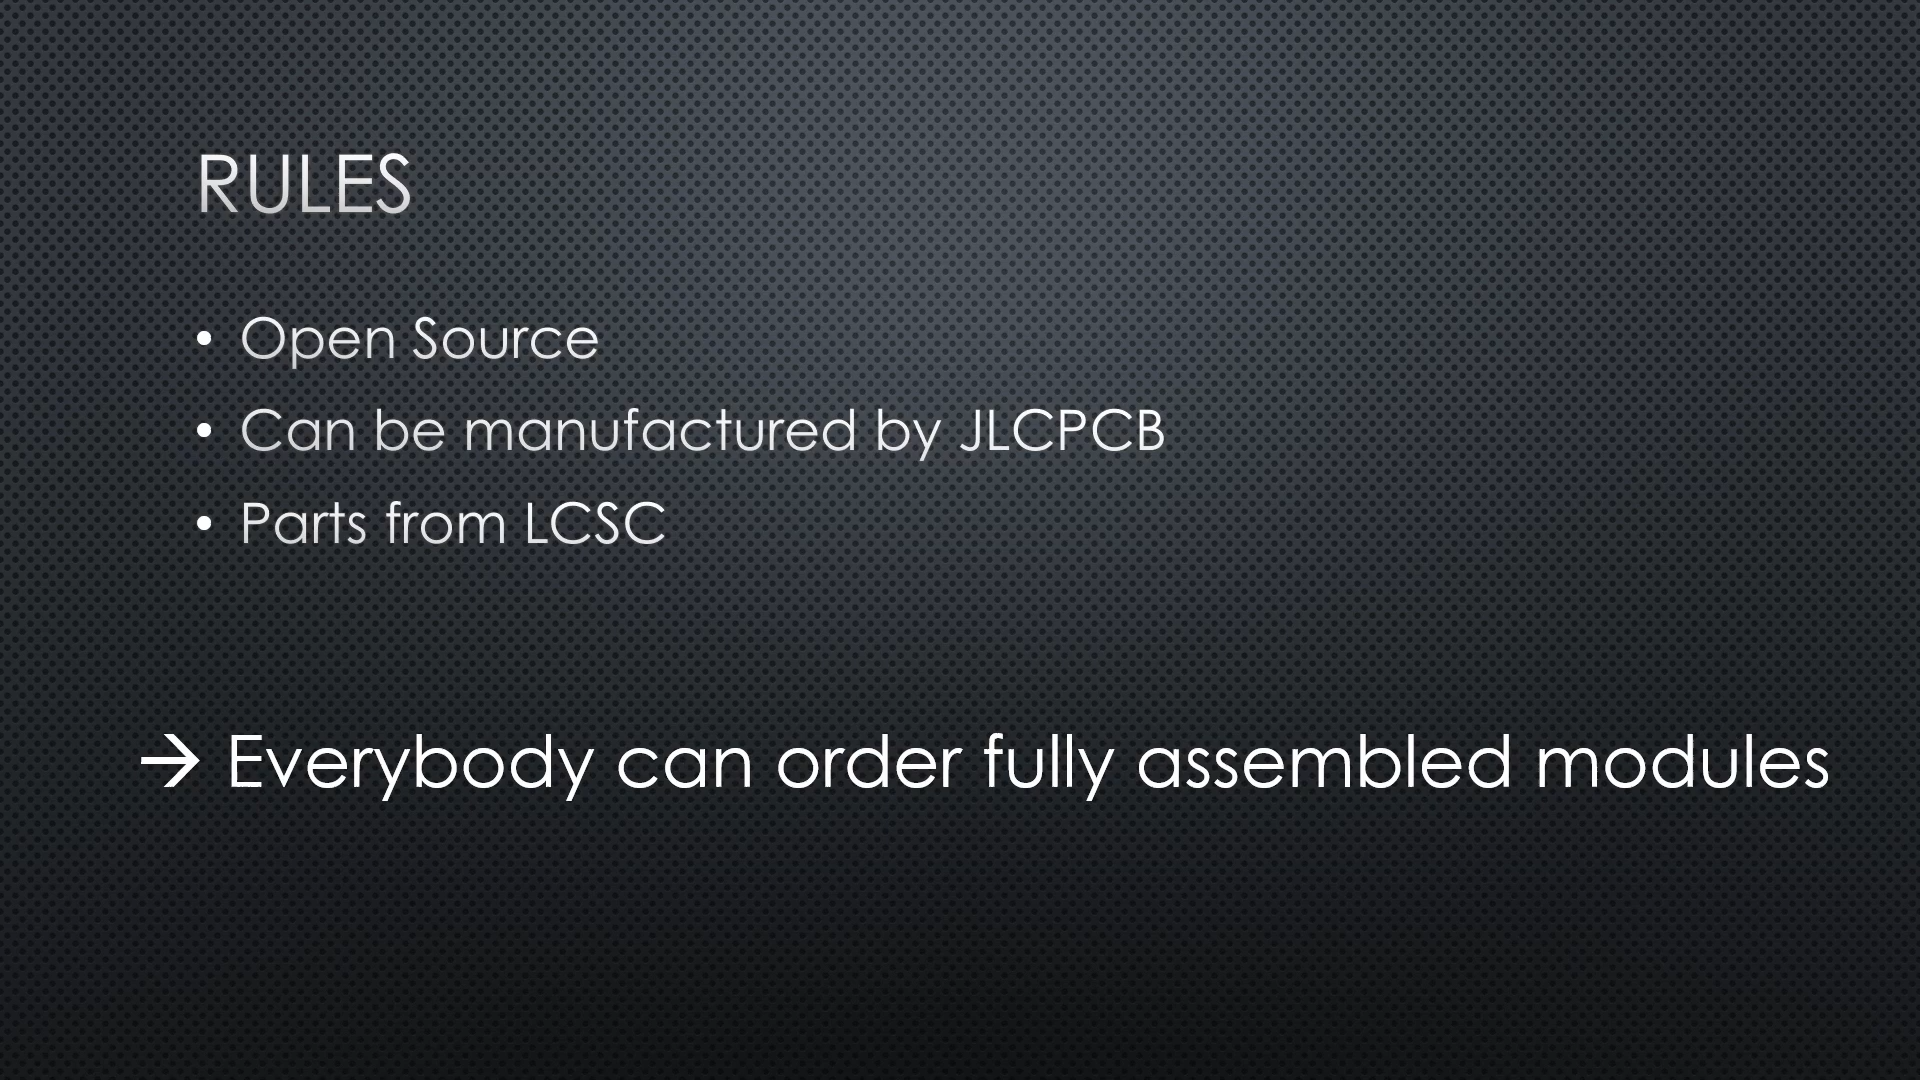 RULES
• Open Source
• Can be manufactured by JLCPCB
• Parts from LCSC
→ Everybody can order fully assembled modules